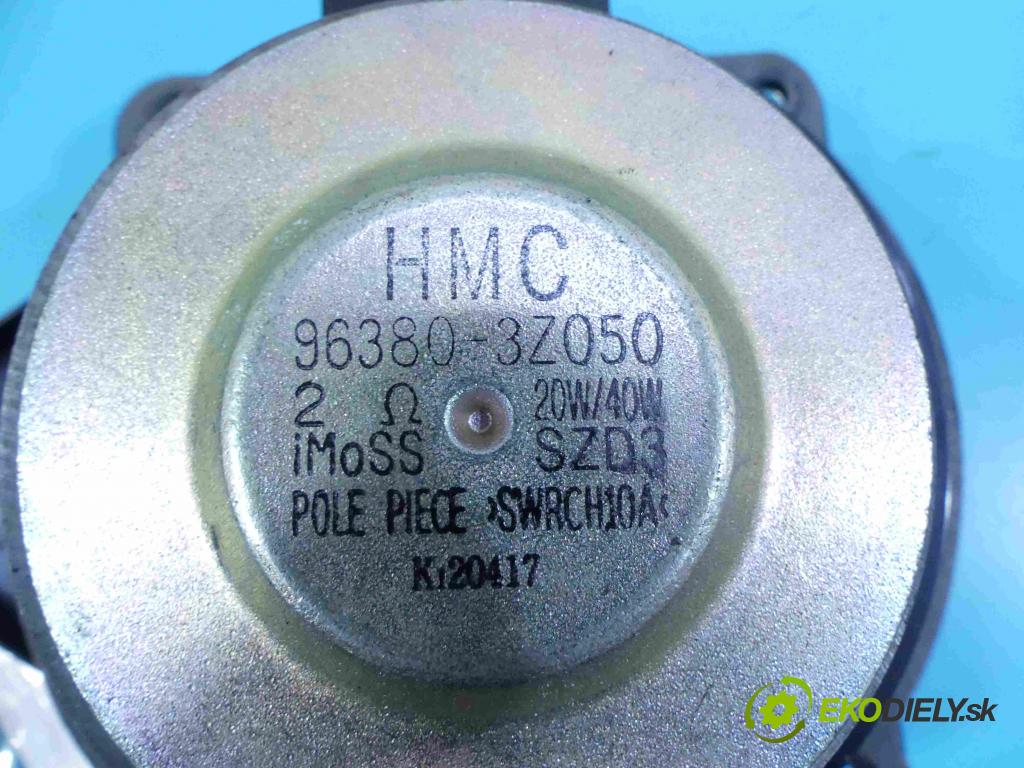 HMC
96380-3Z050
2 Ω 20W/40W
iMoSS SZD3
POLE PIECE >SWRCH10A<
K120417
EKODIELY.sk